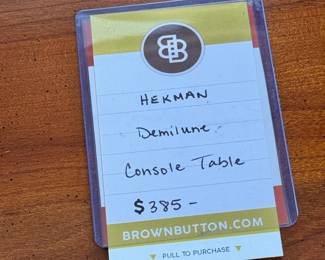 BB
HEKMAN
Demilune
Console Table
$385-
BROWNBUTTON.COM
PULL TO PURCHASE